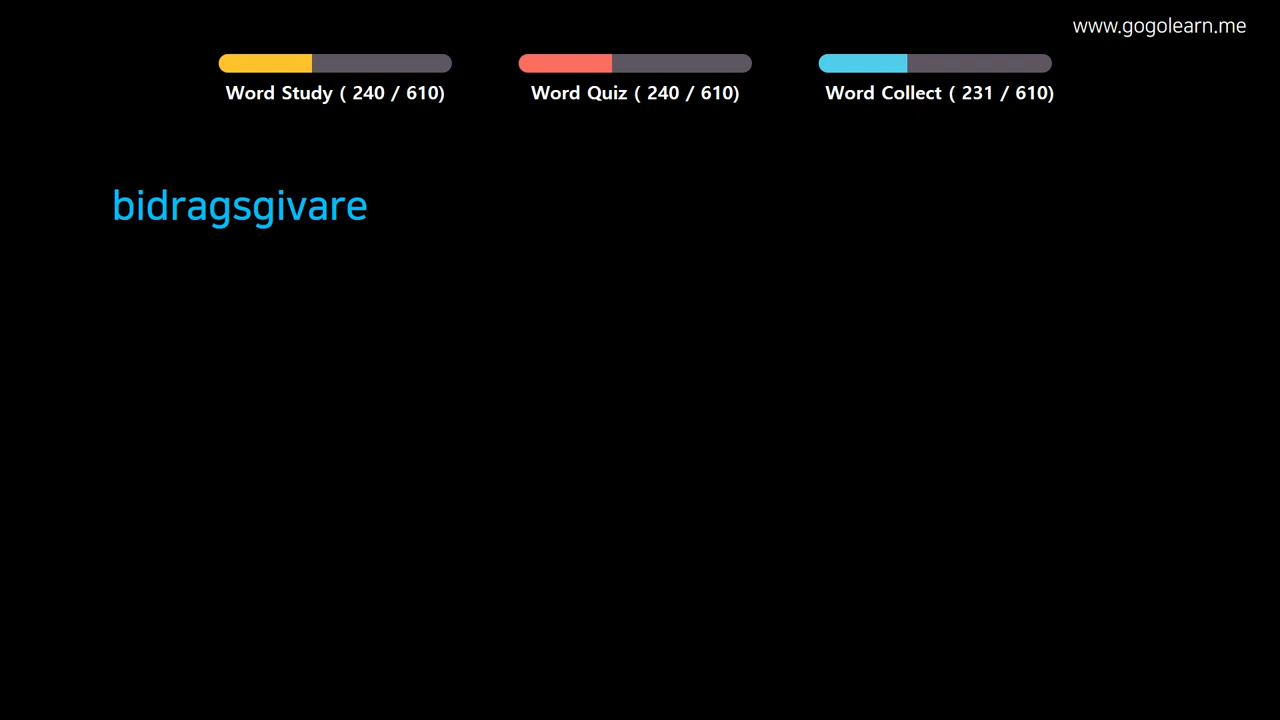 www.gogolearn.me
Word Study ( 240 / 610)
Word Quiz ( 240 / 610)
Word Collect ( 231 / 610)
bidragsgivare